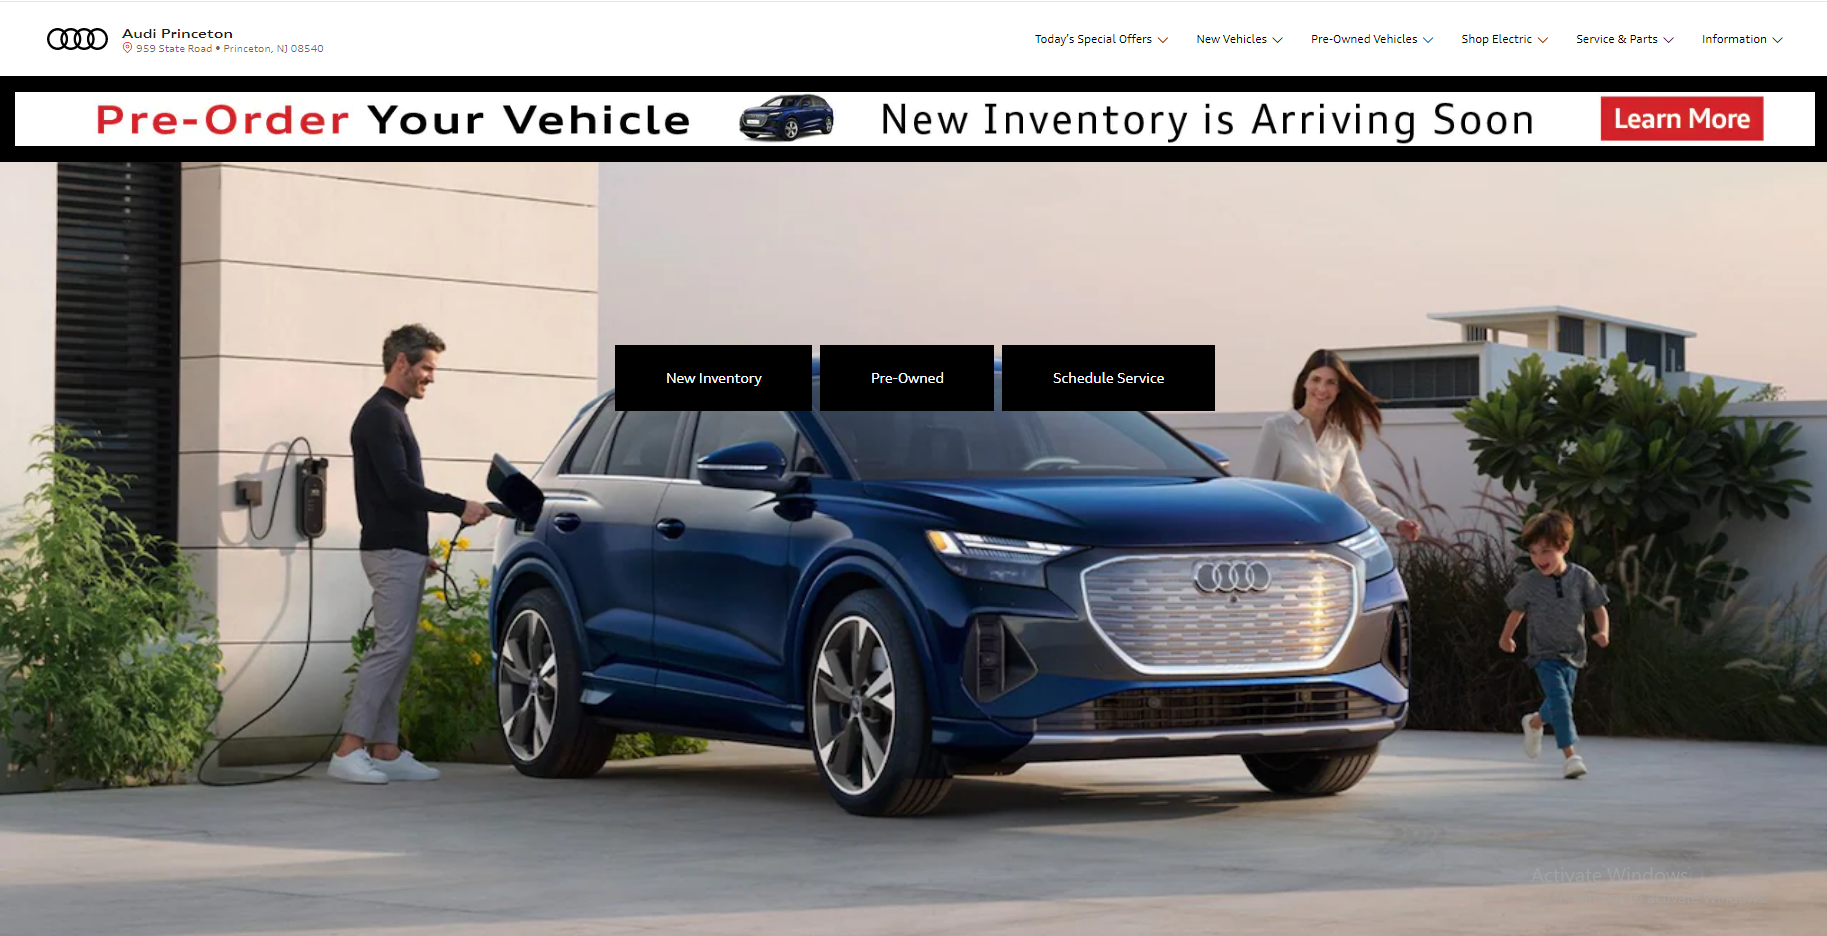 Audi Princeton
959 State Road • Princeton, NJ 08540
Today's Special Offers
New Vehicles
Pre-Owned Vehicles
Shop Electric
Service & Parts
Information
Pre-Order Your Vehicle
New Inventory is Arriving Soon
Learn More
New Inventory
Pre-Owned
Schedule Service
Activate Windows